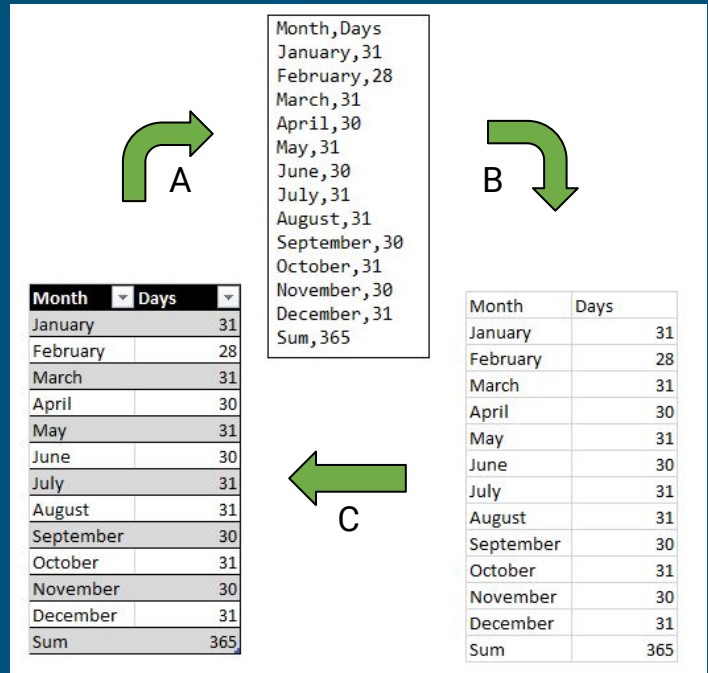 Month,Days
January,31
February,28
March,31
April,30
May,31
June,30
July,31
August,31
September,30
October,31
November,30
December,31
Sum,365
A
B
Month Days
January 31
February 28
March 31
April 30
May 31
June 30
July 31
August 31
September 30
October 31
November 30
December 31
Sum 365
C
Month Days
January 31
February 28
March 31
April 30
May 31
June 30
July 31
August 31
September 30
October 31
November 30
December 31
Sum 365